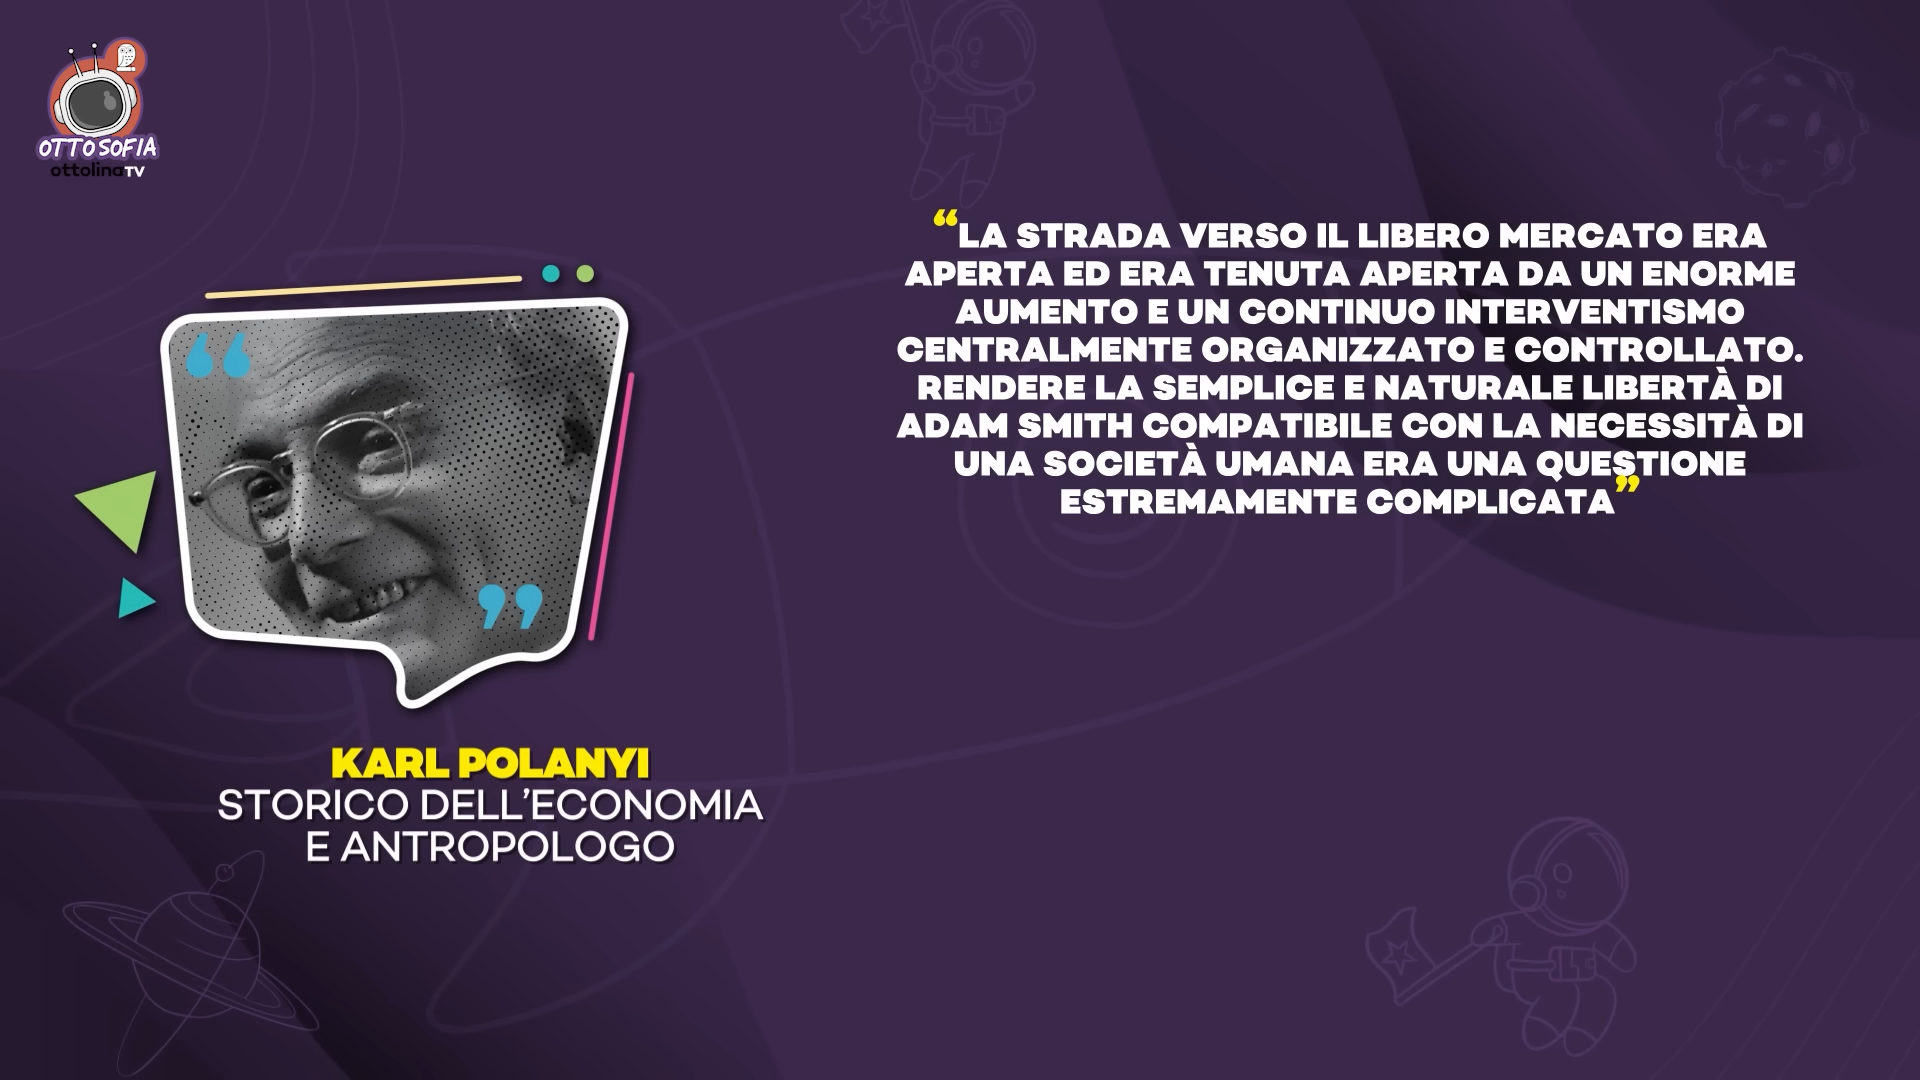 OTTOSOFIA
ottolinaTV
“LA STRADA VERSO IL LIBERO MERCATO ERA
APERTA ED ERA TENUTA APERTA DA UN ENORME
AUMENTO E UN CONTINUO INTERVENTISMO
CENTRALMENTE ORGANIZZATO E CONTROLLATO.
RENDERE LA SEMPLICE E NATURALE LIBERTÀ DI
ADAM SMITH COMPATIBILE CON LA NECESSITÀ DI
UNA SOCIETÀ UMANA ERA UNA QUESTIONE
ESTREMAMENTE COMPLICATA”
KARL POLANYI
STORICO DELL’ECONOMIA
E ANTROPOLOGO